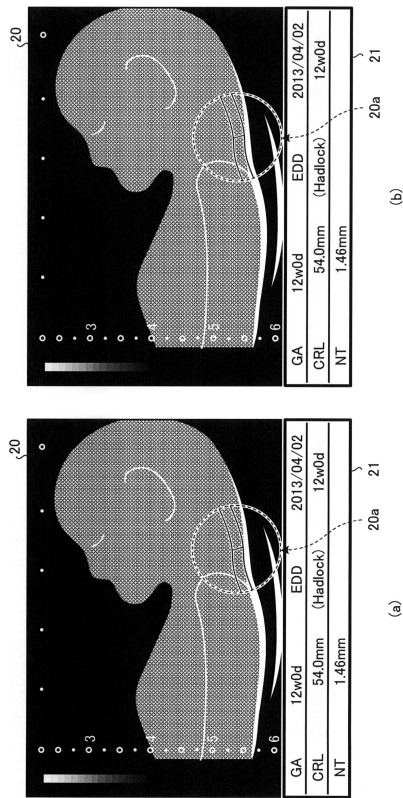 20
3
4
5
6
GA 12w0d EDD 2013/04/02
CRL 54.0mm (Hadlock) 12w0d
NT 1.46mm
21
20a
(a)
20
3
4
5
6
GA 12w0d EDD 2013/04/02
CRL 54.0mm (Hadlock) 12w0d
NT 1.46mm
21
20a
(b)